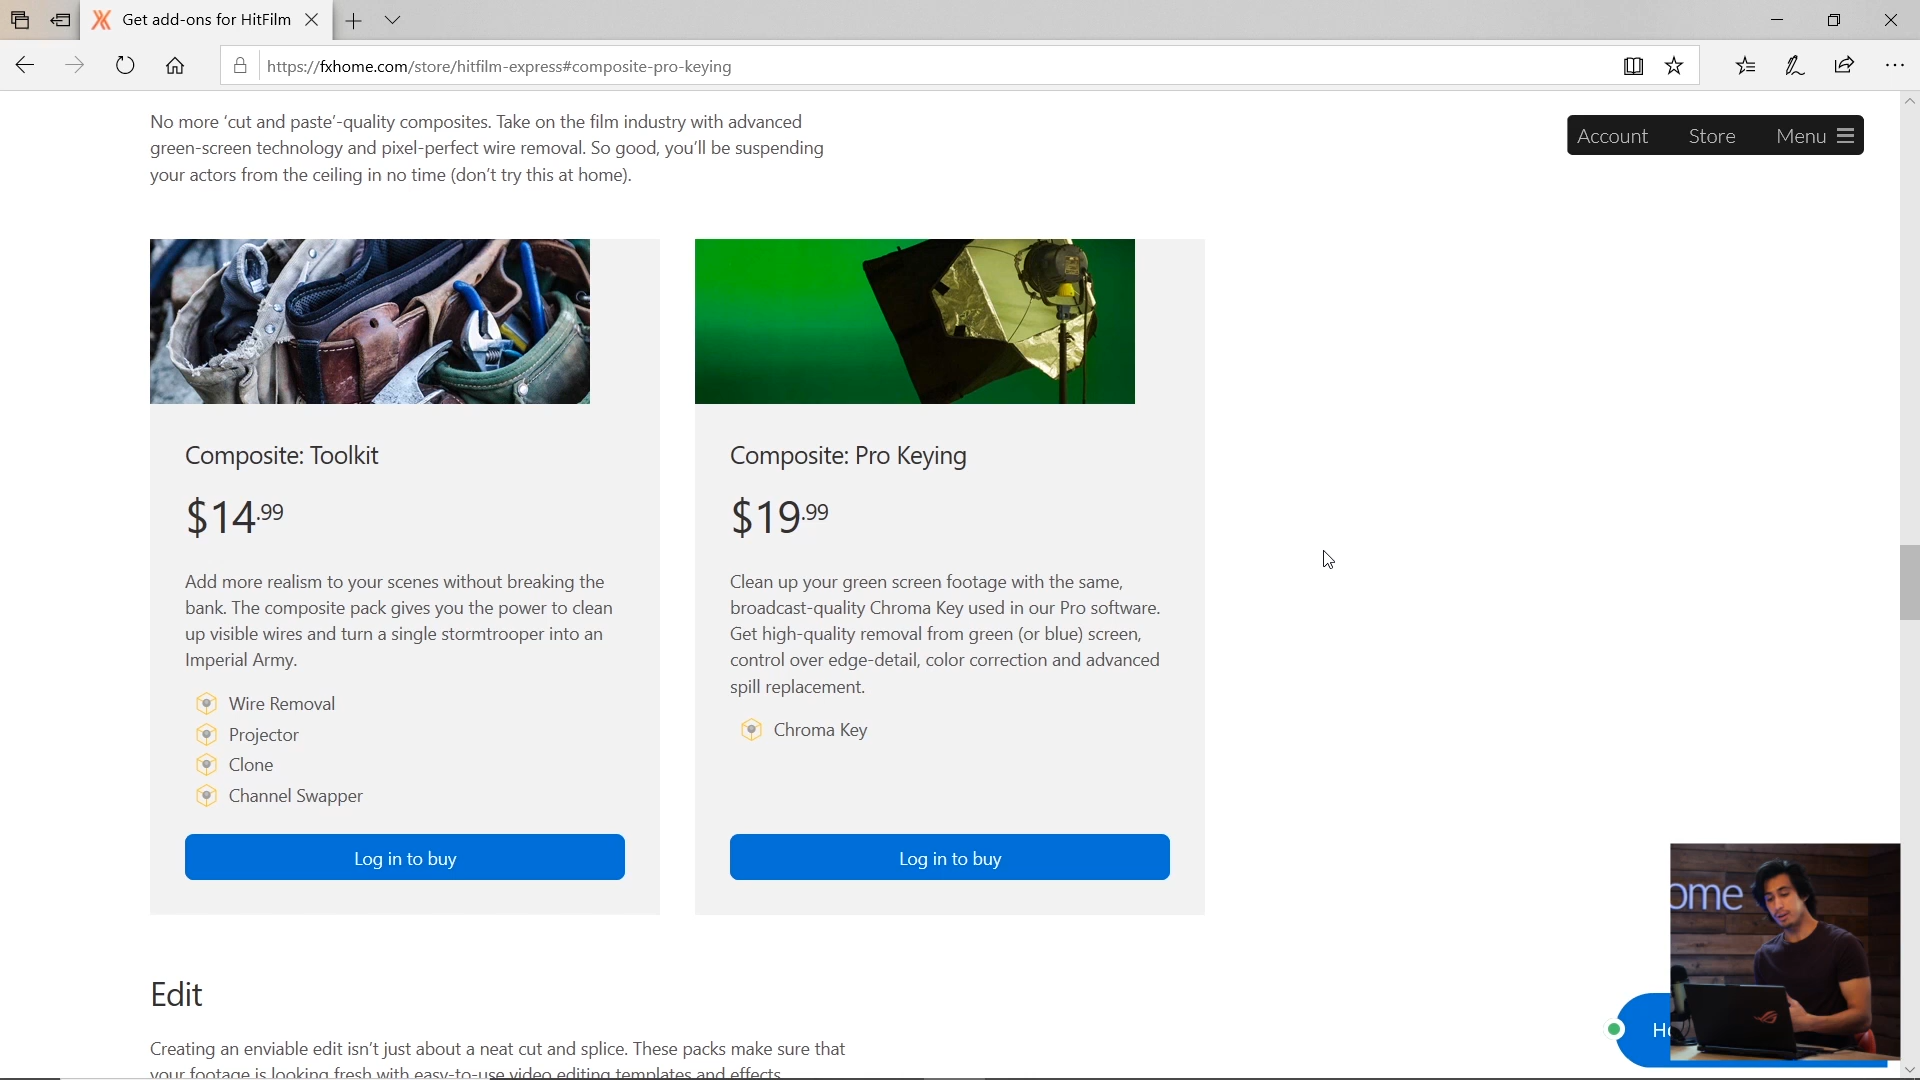 Get add-ons for HitFilm
https://fxhome.com/store/hitfilm-express#composite-pro-keying
No more ‘cut and paste’-quality composites. Take on the film industry with advanced
green-screen technology and pixel-perfect wire removal. So good, you’ll be suspending
your actors from the ceiling in no time (don’t try this at home).
Account Store Menu
Composite: Toolkit
$14.99
Add more realism to your scenes without breaking the
bank. The composite pack gives you the power to clean
up visible wires and turn a single stormtrooper into an
Imperial Army.
Wire Removal
Projector
Clone
Channel Swapper
Log in to buy
Composite: Pro Keying
$19.99
Clean up your green screen footage with the same,
broadcast-quality Chroma Key used in our Pro software.
Get high-quality removal from green (or blue) screen,
control over edge-detail, color correction and advanced
spill replacement.
Chroma Key
Log in to buy
ome
Edit
Creating an enviable edit isn’t just about a neat cut and splice. These packs make sure that
your footage is looking fresh with easy-to-use video editing templates and effects.